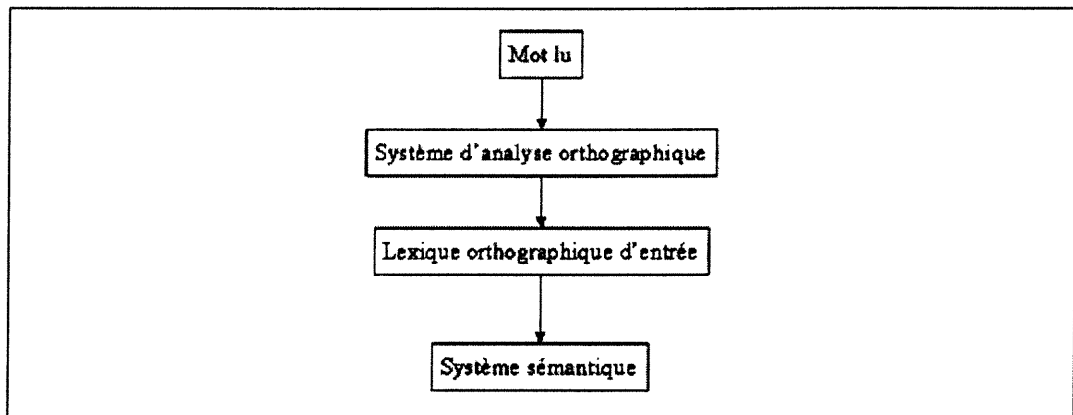 Mot lu
Système d'analyse orthographique
Lexique orthographique d'entrée
Système sémantique